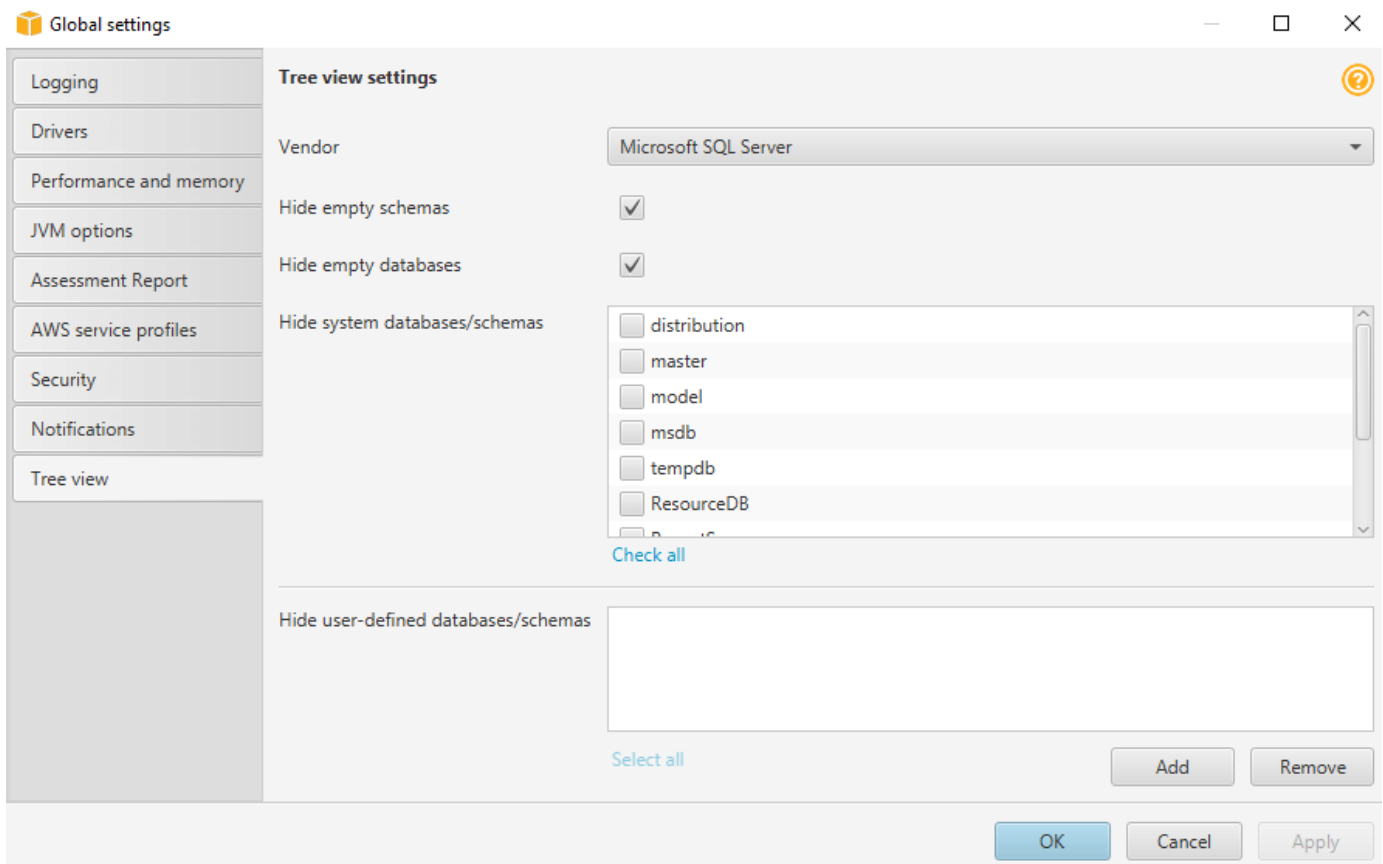 Global settings
Logging
Drivers
Performance and memory
JVM options
Assessment Report
AWS service profiles
Security
Notifications
Tree view
Tree view settings
Vendor
Microsoft SQL Server
Hide empty schemas
Hide empty databases
Hide system databases/schemas
distribution
master
model
msdb
tempdb
ResourceDB
Check all
Hide user-defined databases/schemas
Select all
Add
Remove
OK
Cancel
Apply